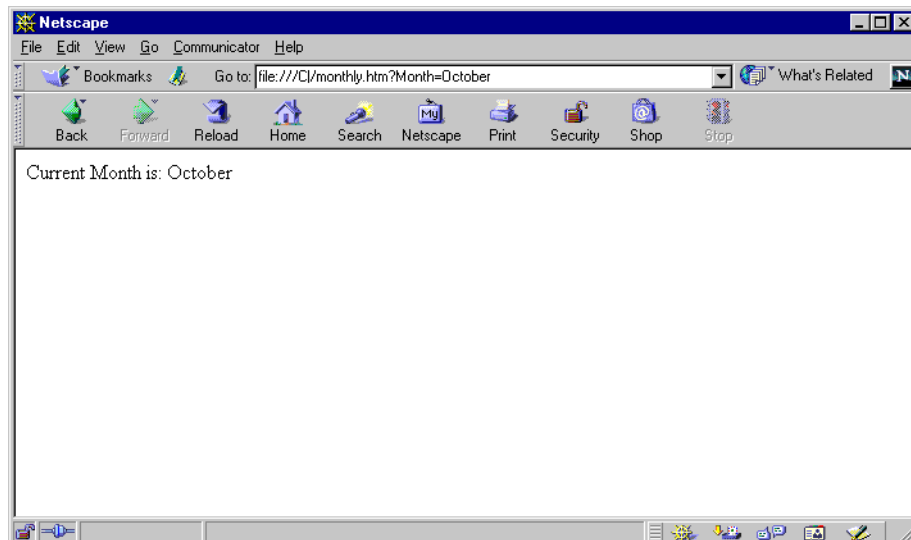 Netscape
File Edit View Go Communicator Help
Bookmarks Go to: file:///C|/monthly.htm?Month=October What's Related N
Back Forward Reload Home Search Netscape Print Security Shop Stop
My
Current Month is: October